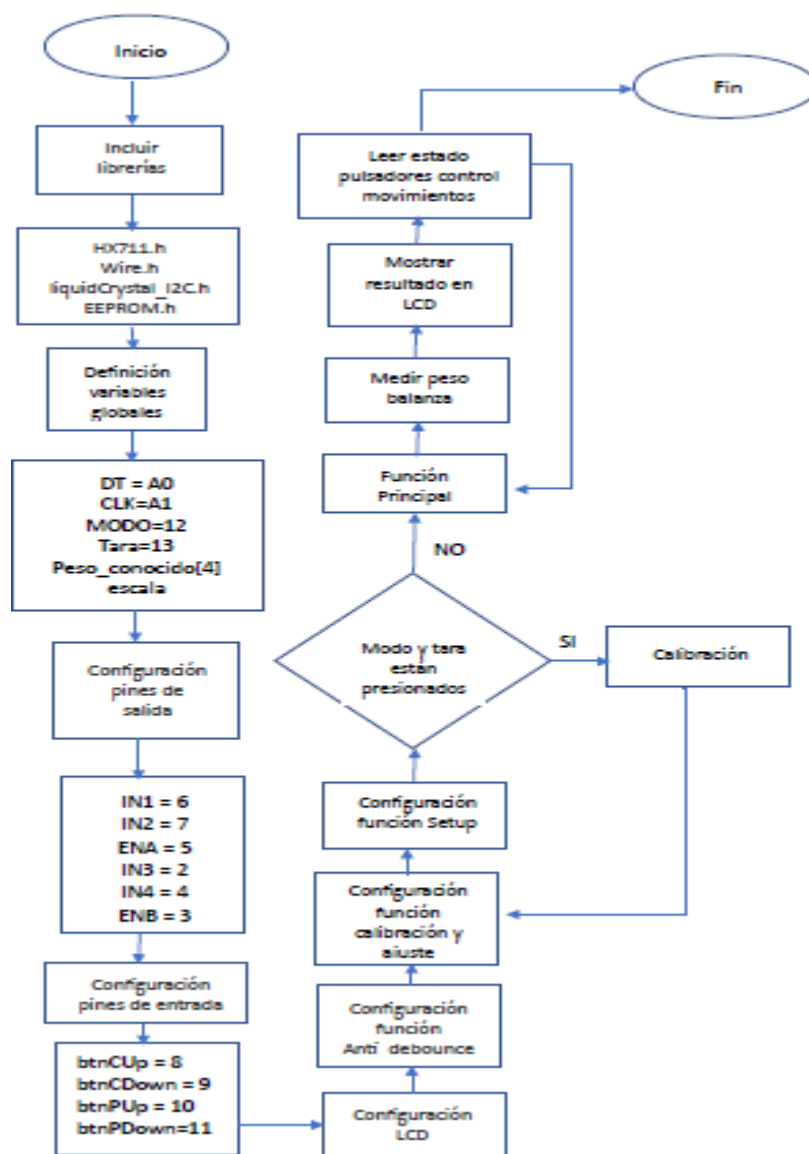 Inicio
Incluir
librerías
HX711.h
Wire.h
liquidCrystal_I2C.h
EEPROM.h
Definición
variables
globales
DT = A0
CLK=A1
MODO=12
Tara=13
Peso_conocido[4]
escala
Configuración
pines de
salida
IN1 = 6
IN2 = 7
ENA = 5
IN3 = 2
IN4 = 4
ENB = 3
Configuración
pines de entrada
btnCUp = 8
btnCDown = 9
btnPUp = 10
btnPDown=11
Configuración
LCD
Configuración
función
Anti debounce
Configuración
función
calibración y
ajuste
Configuración
función Setup
Modo y tara
están
presionados
SI
Calibración
NO
Función
Principal
Medir peso
balanza
Mostrar
resultado en
LCD
Leer estado
pulsadores control
movimientos
Fin